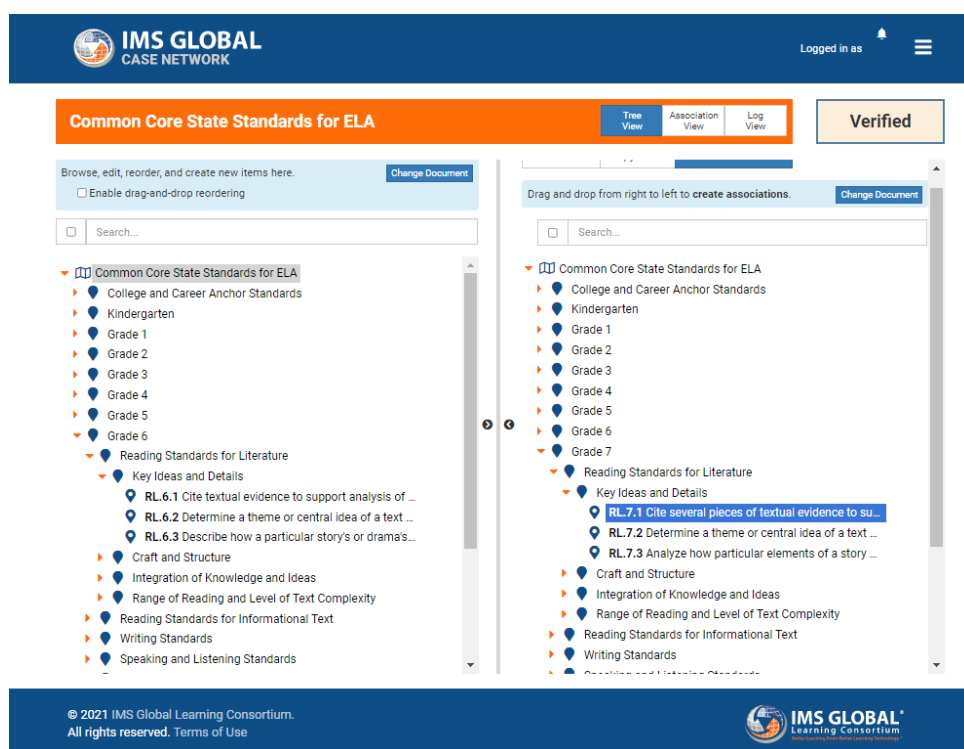 IMS GLOBAL
CASE NETWORK
Logged in as
Common Core State Standards for ELA
Tree View
Association View
Log View
Verified
Browse, edit, reorder, and create new items here.
Change Document
Enable drag-and-drop reordering
Search...
Common Core State Standards for ELA
College and Career Anchor Standards
Kindergarten
Grade 1
Grade 2
Grade 3
Grade 4
Grade 5
Grade 6
Reading Standards for Literature
Key Ideas and Details
RL.6.1 Cite textual evidence to support analysis of ...
RL.6.2 Determine a theme or central idea of a text ...
RL.6.3 Describe how a particular story's or drama's...
Craft and Structure
Integration of Knowledge and Ideas
Range of Reading and Level of Text Complexity
Reading Standards for Informational Text
Writing Standards
Speaking and Listening Standards
Drag and drop from right to left to create associations.
Change Document
Search...
Common Core State Standards for ELA
College and Career Anchor Standards
Kindergarten
Grade 1
Grade 2
Grade 3
Grade 4
Grade 5
Grade 6
Grade 7
Reading Standards for Literature
Key Ideas and Details
RL.7.1 Cite several pieces of textual evidence to su...
RL.7.2 Determine a theme or central idea of a text ...
RL.7.3 Analyze how particular elements of a story ...
Craft and Structure
Integration of Knowledge and Ideas
Range of Reading and Level of Text Complexity
Reading Standards for Informational Text
Writing Standards
Speaking and Listening Standards
© 2021 IMS Global Learning Consortium.
All rights reserved. Terms of Use
IMS GLOBAL
Learning Consortium
Better Learning From Better Learning Technology